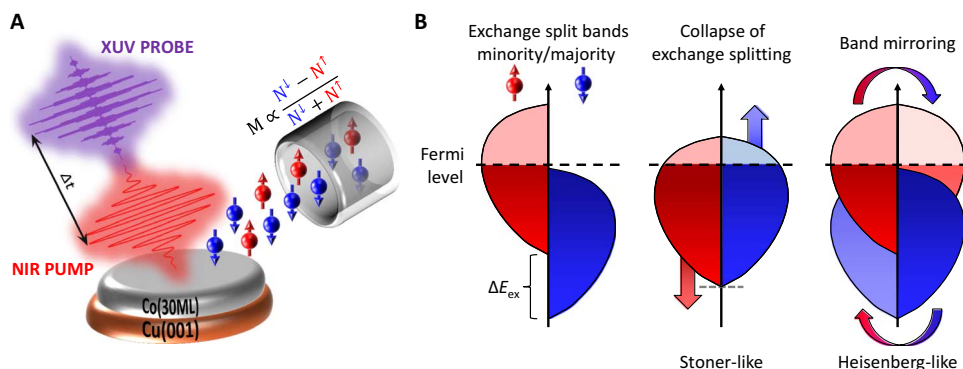 A
XUV PROBE
Δt
NIR PUMP
M ∝ N↓ − N↑ / N↓ + N↑
Co(30ML)
Cu(001)
B
Exchange split bands
minority/majority
Collapse of
exchange splitting
Band mirroring
Fermi
level
ΔE_ex
Stoner-like
Heisenberg-like